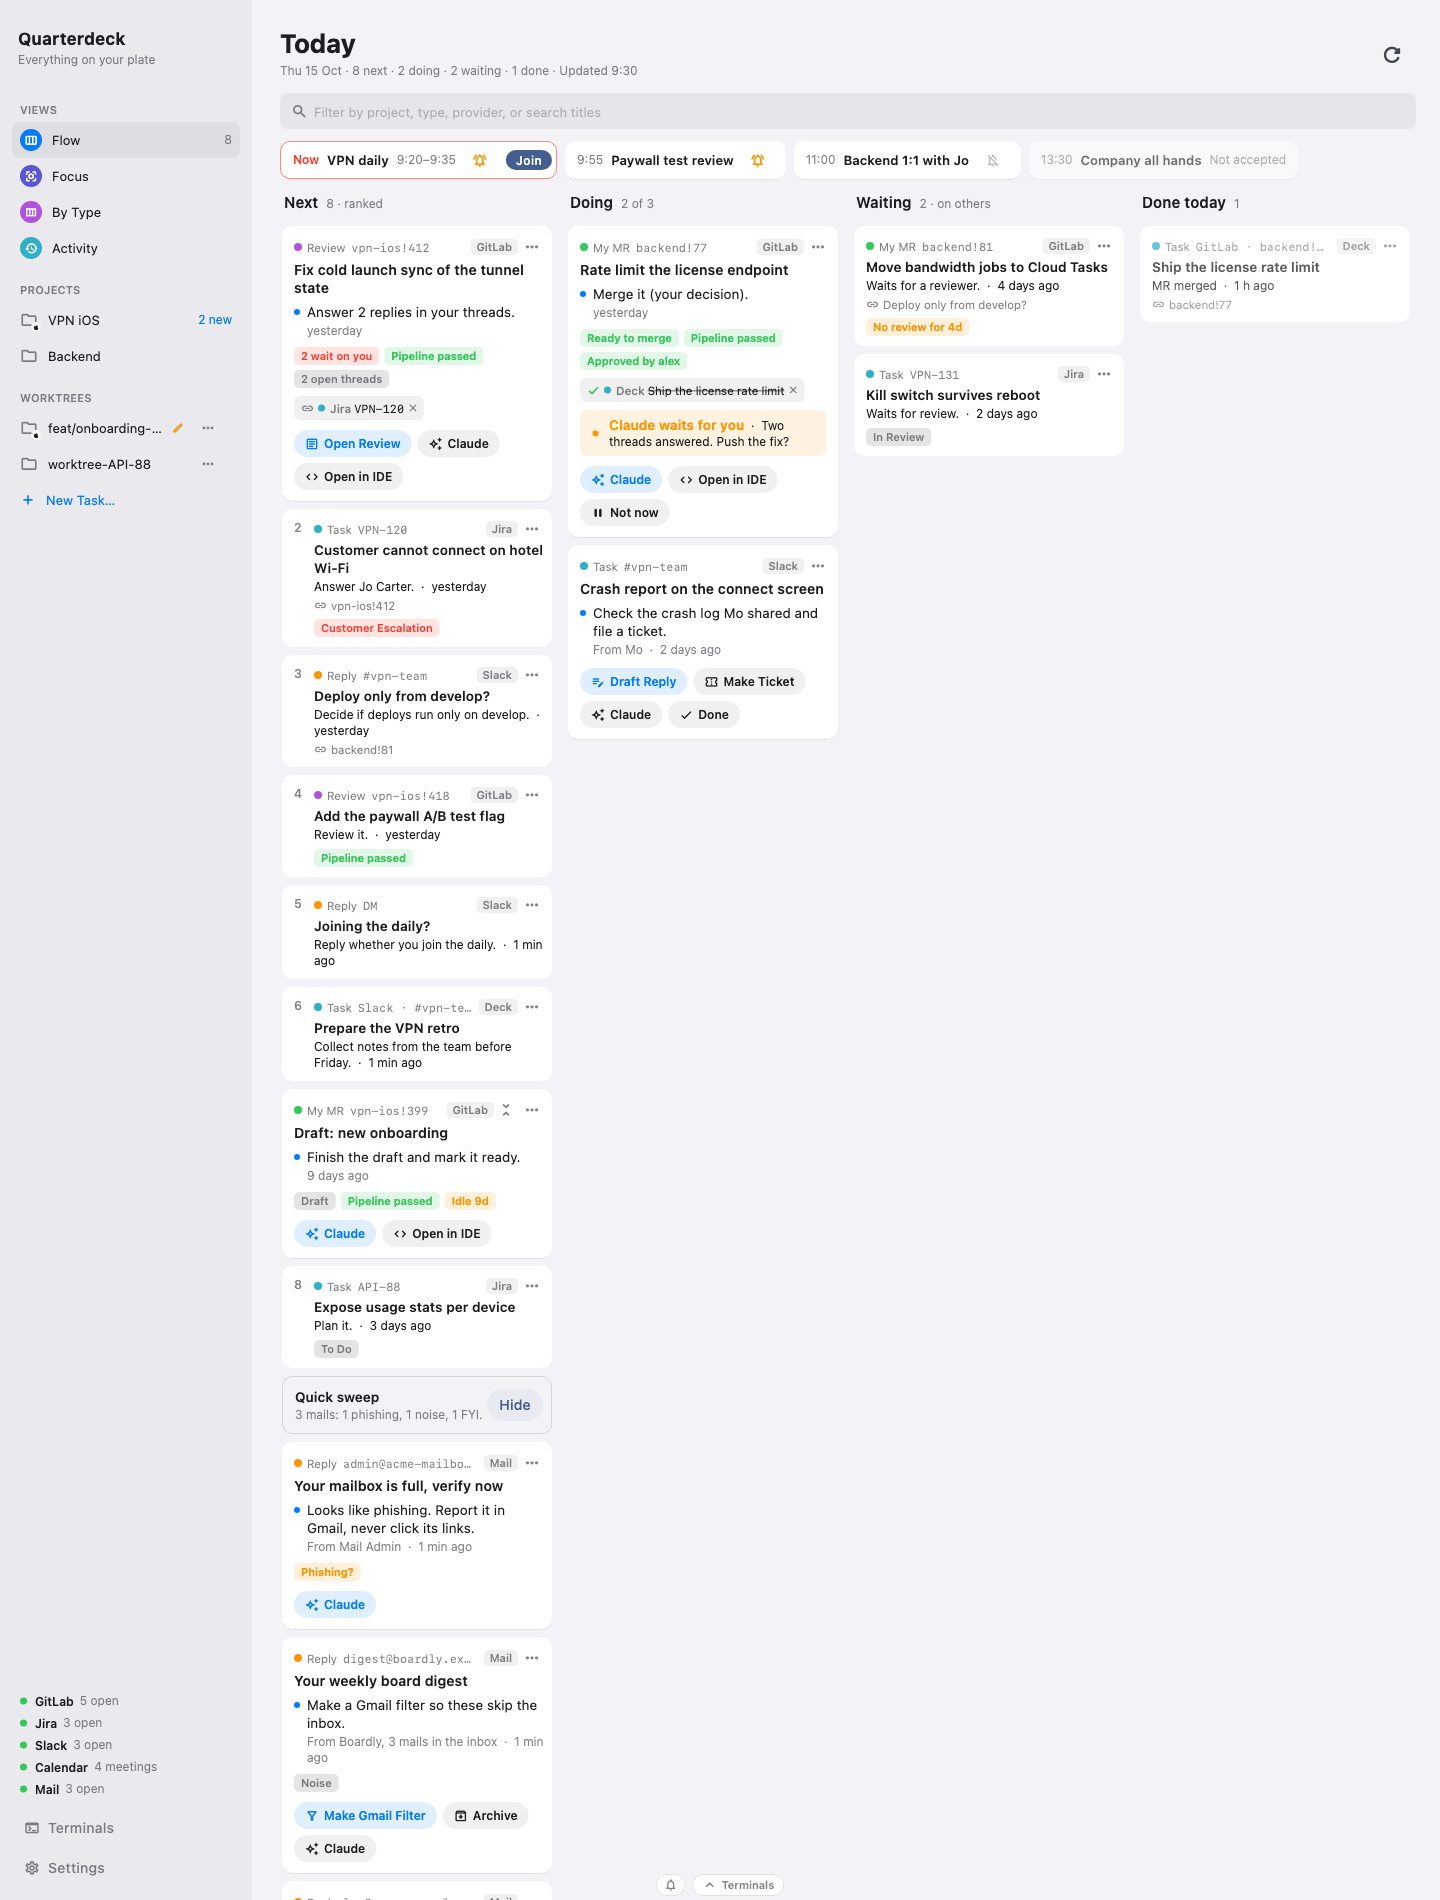 Quarterdeck
Everything on your plate
VIEWS
Flow 8
Focus
By Type
Activity
PROJECTS
VPN iOS 2 new
Backend
WORKTREES
feat/onboarding-...
worktree-API-88
New Task...
GitLab 5 open
Jira 3 open
Slack 3 open
Calendar 4 meetings
Mail 3 open
Terminals
Settings
Today
Thu 15 Oct · 8 next · 2 doing · 2 waiting · 1 done · Updated 9:30
Filter by project, type, provider, or search titles
Now VPN daily 9:20–9:35 Join
9:55 Paywall test review
11:00 Backend 1:1 with Jo
13:30 Company all hands Not accepted
Next 8 · ranked
Review vpn-ios!412 GitLab
Fix cold launch sync of the tunnel
state
Answer 2 replies in your threads.
yesterday
2 wait on you Pipeline passed
2 open threads
Jira VPN-120
Open Review Claude
Open in IDE
2 Task VPN-120 Jira
Customer cannot connect on hotel
Wi-Fi
Answer Jo Carter. · yesterday
vpn-ios!412
Customer Escalation
3 Reply #vpn-team Slack
Deploy only from develop?
Decide if deploys run only on develop. ·
yesterday
backend!81
4 Review vpn-ios!418 GitLab
Add the paywall A/B test flag
Review it. · yesterday
Pipeline passed
5 Reply DM Slack
Joining the daily?
Reply whether you join the daily. · 1 min
ago
6 Task Slack · #vpn-te… Deck
Prepare the VPN retro
Collect notes from the team before
Friday. · 1 min ago
My MR vpn-ios!399 GitLab
Draft: new onboarding
Finish the draft and mark it ready.
9 days ago
Draft Pipeline passed Idle 9d
Claude Open in IDE
8 Task API-88 Jira
Expose usage stats per device
Plan it. · 3 days ago
To Do
Quick sweep
3 mails: 1 phishing, 1 noise, 1 FYI.
Hide
Reply admin@acme-mailbo… Mail
Your mailbox is full, verify now
Looks like phishing. Report it in
Gmail, never click its links.
From Mail Admin · 1 min ago
Phishing?
Claude
Reply digest@boardly.ex… Mail
Your weekly board digest
Make a Gmail filter so these skip the
inbox.
From Boardly, 3 mails in the inbox · 1 min
ago
Noise
Make Gmail Filter Archive
Claude
Doing 2 of 3
My MR backend!77 GitLab
Rate limit the license endpoint
Merge it (your decision).
yesterday
Ready to merge Pipeline passed
Approved by alex
Deck Ship the license rate limit
Claude waits for you · Two
threads answered. Push the fix?
Claude Open in IDE
Not now
Task #vpn-team Slack
Crash report on the connect screen
Check the crash log Mo shared and
file a ticket.
From Mo · 2 days ago
Draft Reply Make Ticket
Claude Done
Waiting 2 · on others
My MR backend!81 GitLab
Move bandwidth jobs to Cloud Tasks
Waits for a reviewer. · 4 days ago
Deploy only from develop?
No review for 4d
Task VPN-131 Jira
Kill switch survives reboot
Waits for review. · 2 days ago
In Review
Done today 1
Task GitLab · backend!… Deck
Ship the license rate limit
MR merged · 1 h ago
backend!77
Terminals